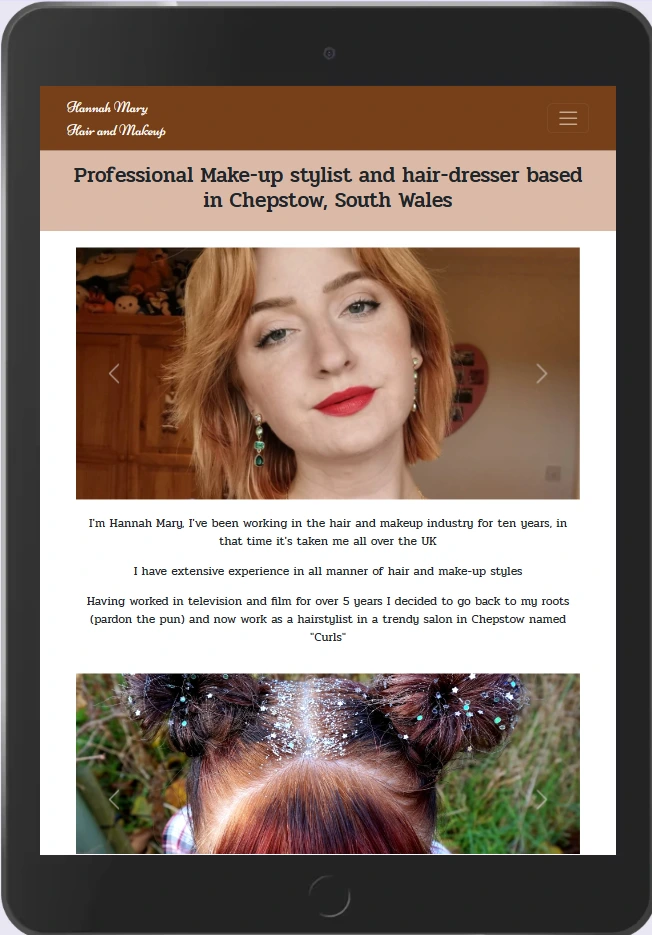 Hannah Mary
Hair and Makeup
Professional Make-up stylist and hair-dresser based
in Chepstow, South Wales
I'm Hannah Mary, I've been working in the hair and makeup industry for ten years, in
that time it's taken me all over the UK
I have extensive experience in all manner of hair and make-up styles
Having worked in television and film for over 5 years I decided to go back to my roots
(pardon the pun) and now work as a hairstylist in a trendy salon in Chepstow named
"Curls"